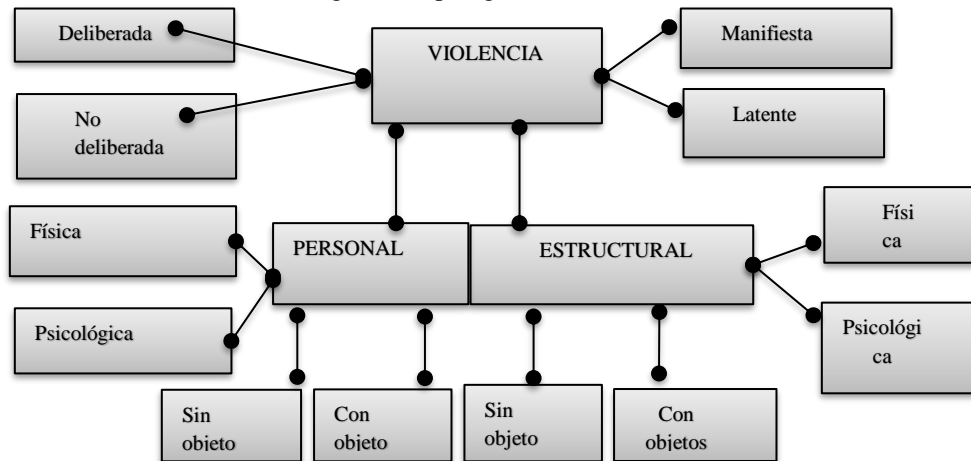 Deliberada
VIOLENCIA
Manifiesta
No
deliberada
Latente
Física
PERSONAL
ESTRUCTURAL
Físi
ca
Psicológica
Psicológi
ca
Sin
objeto
Con
objeto
Sin
objeto
Con
objetos